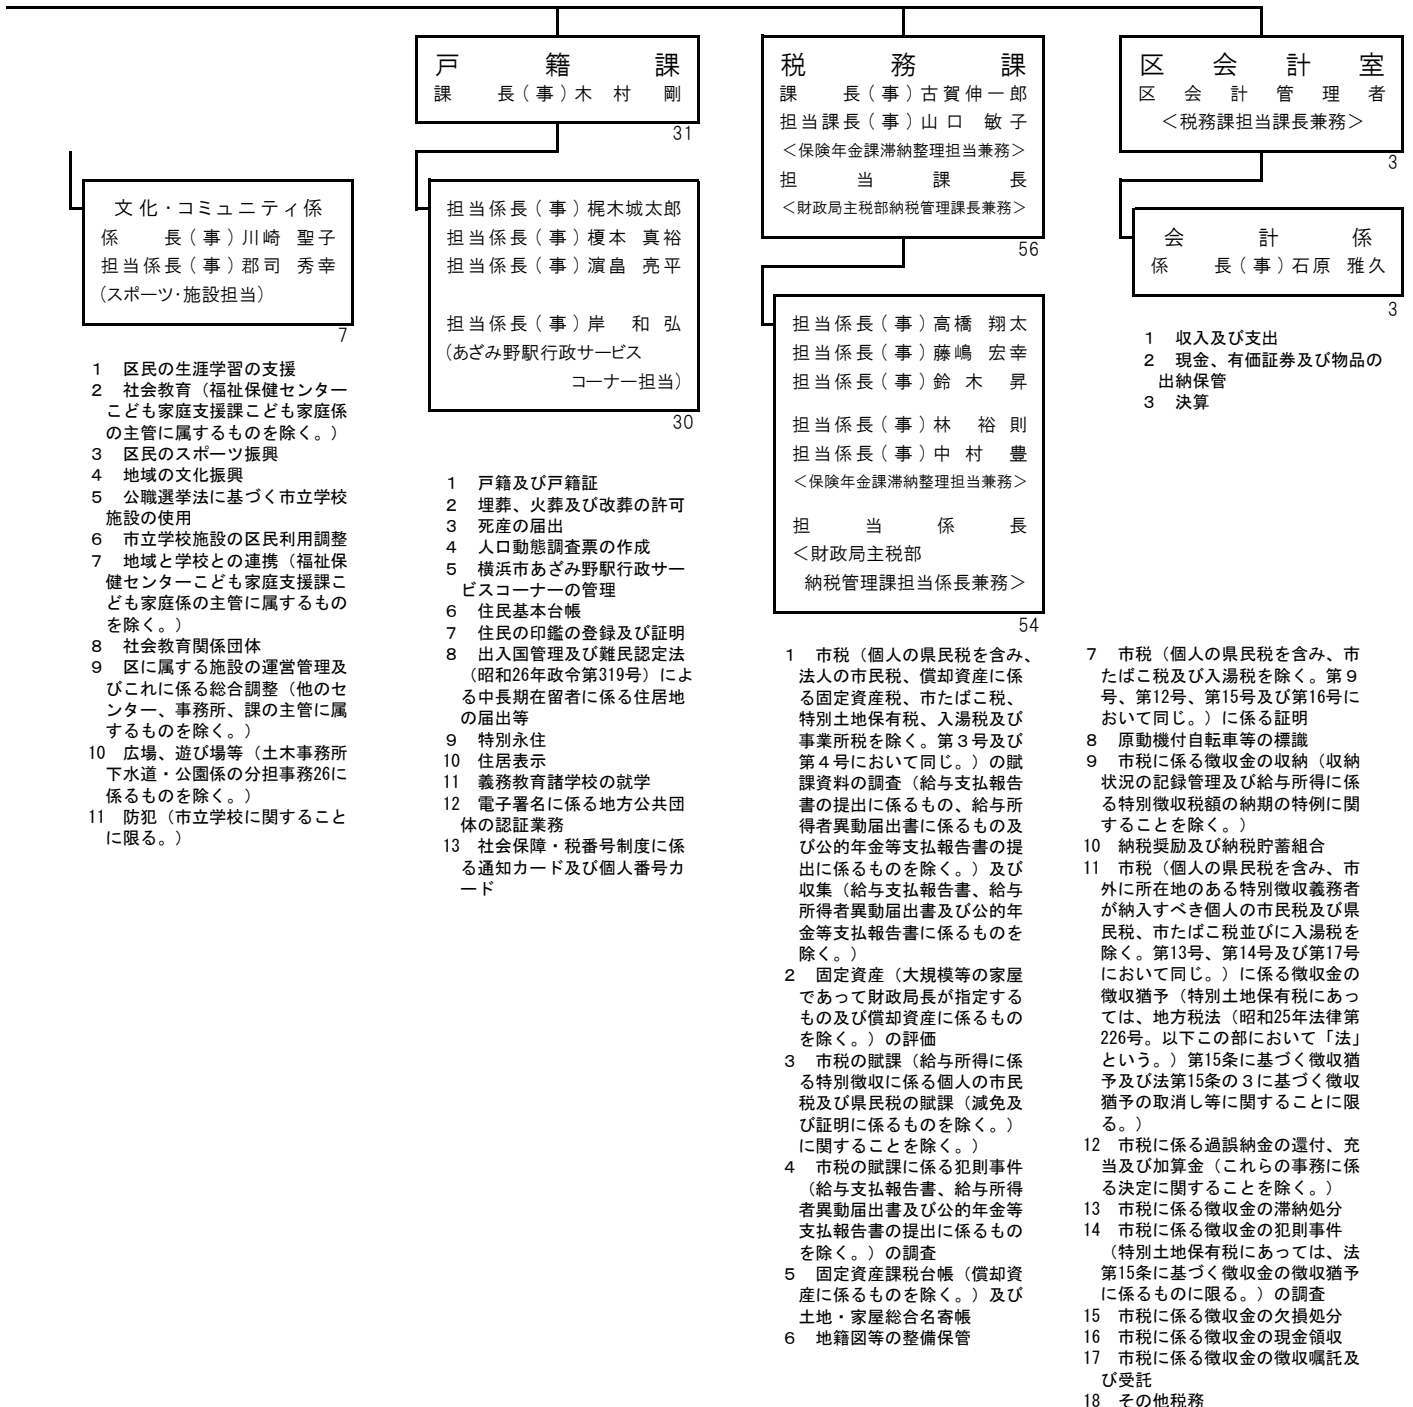 文化・コミュニティ係
係　長(事)川崎　聖子
担当係長(事)郡司　秀幸
(スポーツ・施設担当)
7
１　区民の生涯学習の支援
２　社会教育（福祉保健センター
こども家庭支援課こども家庭係
の主管に属するものを除く。）
３　区民のスポーツ振興
４　地域の文化振興
５　公職選挙法に基づく市立学校
施設の使用
６　市立学校施設の区民利用調整
７　地域と学校との連携（福祉保
健センターこども家庭支援課こ
ども家庭係の主管に属するもの
を除く。）
８　社会教育関係団体
９　区に属する施設の運営管理及
びこれに係る総合調整（他のセ
ンター、事務所、課の主管に属
するものを除く。）
10　広場、遊び場等（土木事務所
下水道・公園係の分担事務26に
係るものを除く。）
11　防犯（市立学校に関すること
に限る。）
戸籍課
課　長(事)木村　剛
31
担当係長(事)梶木城太郎
担当係長(事)榎本　真裕
担当係長(事)濵畠　亮平
担当係長(事)岸　和弘
(あざみ野駅行政サービス
コーナー担当)
30
１　戸籍及び戸籍証
２　埋葬、火葬及び改葬の許可
３　死産の届出
４　人口動態調査票の作成
５　横浜市あざみ野駅行政サー
ビスコーナーの管理
６　住民基本台帳
７　住民の印鑑の登録及び証明
８　出入国管理及び難民認定法
（昭和26年政令第319号）によ
る中長期在留者に係る住居地
の届出等
９　特別永住
10　住居表示
11　義務教育諸学校の就学
12　電子署名に係る地方公共団
体の認証業務
13　社会保障・税番号制度に係
る通知カード及び個人番号カ
ード
税務課
課　長(事)古賀伸一郎
担当課長(事)山口　敏子
＜保険年金課滞納整理担当兼務＞
担当課長
＜財政局主税部納税管理課長兼務＞
56
担当係長(事)高橋　翔太
担当係長(事)藤嶋　宏幸
担当係長(事)鈴木　昇
担当係長(事)林　裕則
担当係長(事)中村　豊
＜保険年金課滞納整理担当兼務＞
担当係長
＜財政局主税部
納税管理課担当係長兼務＞
54
１　市税（個人の県民税を含み、
法人の市民税、償却資産に係
る固定資産税、市たばこ税、
特別土地保有税、入湯税及び
事業所税を除く。第３号及び
第４号において同じ。）の賦
課資料の調査（給与支払報告
書の提出に係るもの、給与所
得者異動届出書に係るもの及
び公的年金等支払報告書の提
出に係るものを除く。）及び
収集（給与支払報告書、給与
所得者異動届出書及び公的年
金等支払報告書に係るものを
除く。）
２　固定資産（大規模等の家屋
であって財政局長が指定する
もの及び償却資産に係るもの
を除く。）の評価
３　市税の賦課（給与所得に係
る特別徴収に係る個人の市民
税及び県民税の賦課（減免及
び証明に係るものを除く。）
に関することを除く。）
４　市税の賦課に係る犯則事件
（給与支払報告書、給与所得
者異動届出書及び公的年金等
支払報告書の提出に係るもの
を除く。）の調査
５　固定資産課税台帳（償却資
産に係るものを除く。）及び
土地・家屋総合名寄帳
６　地籍図等の整備保管
７　市税（個人の県民税を含み、市
たばこ税及び入湯税を除く。第９
号、第12号、第15号及び第16号に
おいて同じ。）に係る証明
８　原動機付自転車等の標識
９　市税に係る徴収金の収納（収納
状況の記録管理及び給与所得に係
る特別徴収税額の納期の特例に関
することを除く。）
10　納税奨励及び納税貯蓄組合
11　市税（個人の県民税を含み、市
外に所在地のある特別徴収義務者
が納入すべき個人の市民税及び県
民税、市たばこ税並びに入湯税を
除く。第13号、第14号及び第17号
において同じ。）に係る徴収金の
徴収猶予（特別土地保有税にあっ
ては、地方税法（昭和25年法律第
226号。以下この部において「法」
という。）第15条に基づく徴収猶
予及び法第15条の３に基づく徴収
猶予の取消し等に関することに限
る。）
12　市税に係る過誤納金の還付、充
当及び加算金（これらの事務に係
る決定に関することを除く。）
13　市税に係る徴収金の滞納処分
14　市税に係る徴収金の犯則事件
（特別土地保有税にあっては、法
第15条に基づく徴収金の徴収猶予
に係るものに限る。）の調査
15　市税に係る徴収金の欠損処分
16　市税に係る徴収金の現金領収
17　市税に係る徴収金の徴収嘱託及
び受託
18　その他税務
区会計室
区会計管理者
＜税務課担当課長兼務＞
3
会計係
係　長(事)石原　雅久
3
１　収入及び支出
２　現金、有価証券及び物品の
出納保管
３　決算